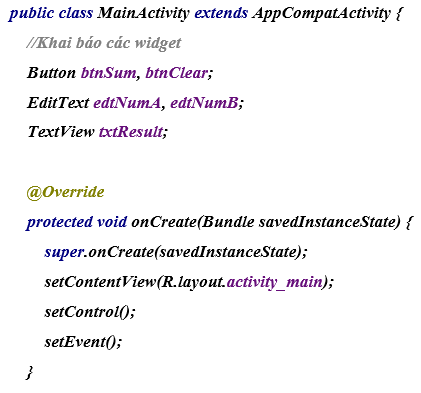 public class MainActivity extends AppCompatActivity {
//Khai báo các widget
Button btnSum, btnClear;
EditText edtNumA, edtNumB;
TextView txtResult;
@Override
protected void onCreate(Bundle savedInstanceState) {
super.onCreate(savedInstanceState);
setContentView(R.layout.activity_main);
setControl();
setEvent();
}